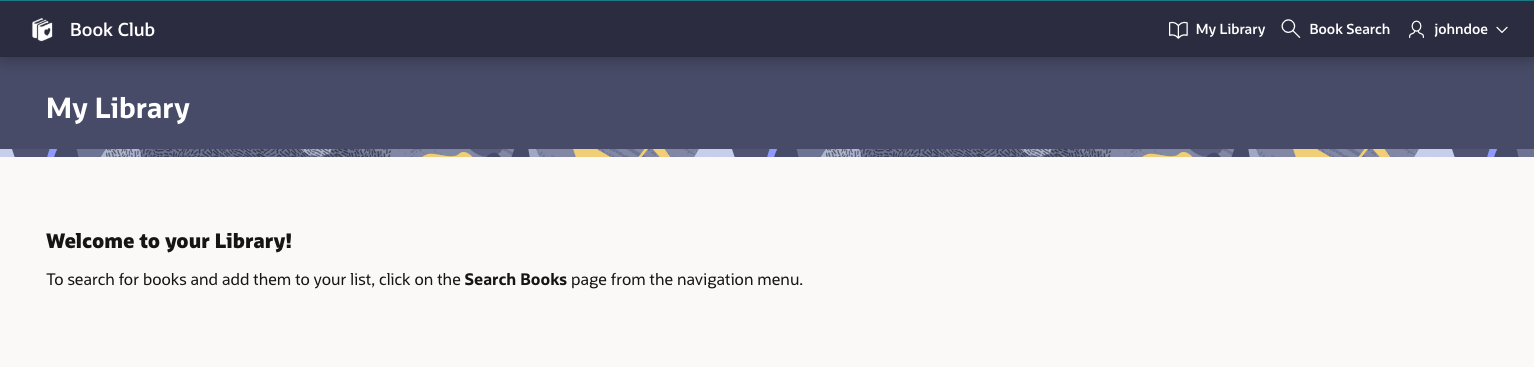 Book Club
My Library
Book Search
johndoe
My Library
Welcome to your Library!
To search for books and add them to your list, click on the Search Books page from the navigation menu.